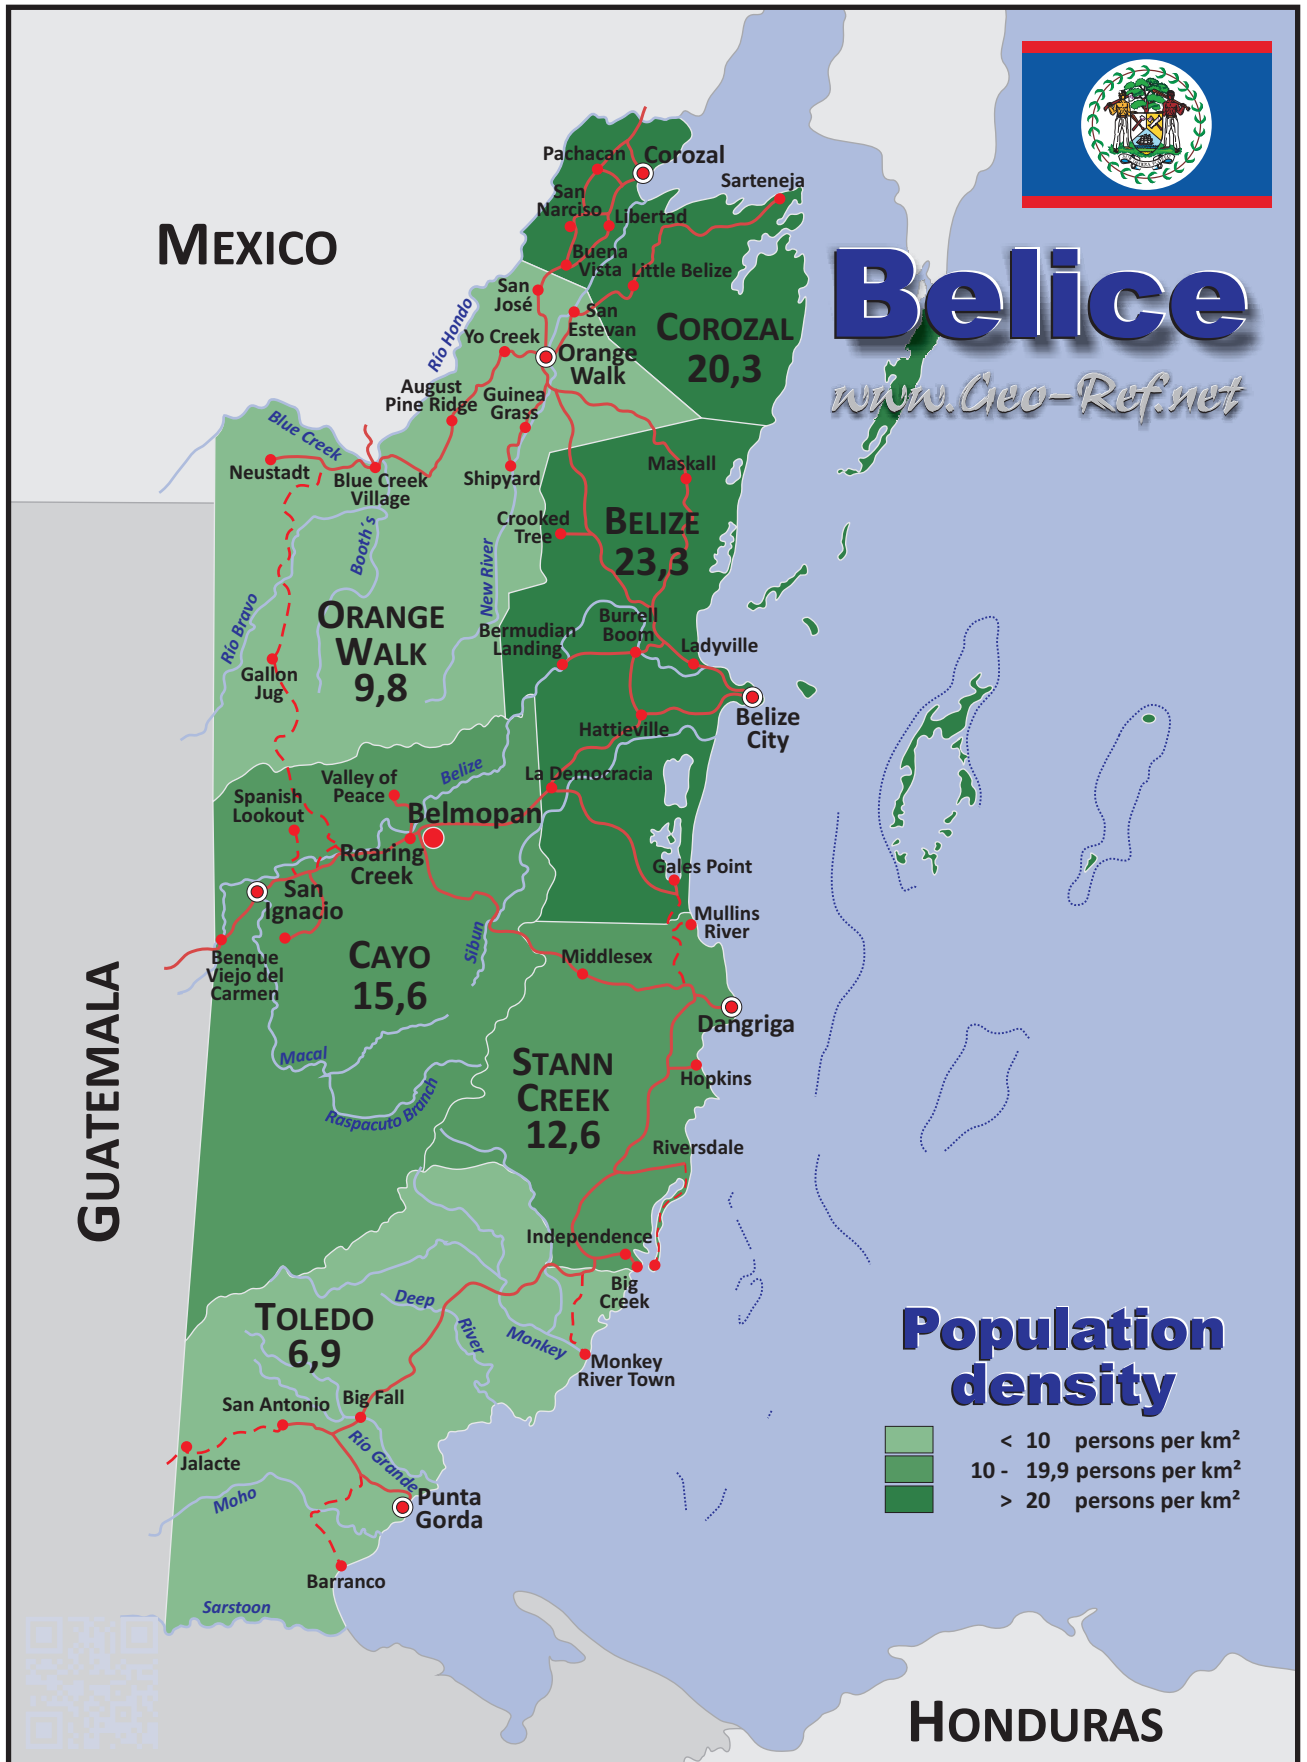 Belice
www.Geo-Ref.net
MEXICO
GUATEMALA
HONDURAS
Pachacan
Corozal
Sarteneja
San
Narciso
Libertad
Buena
Vista
Little Belize
San
José
San
Estevan
COROZAL
20,3
Río Hondo
Yo Creek
Orange
Walk
August
Pine Ridge
Guinea
Grass
Blue Creek
Neustadt
Blue Creek
Village
Shipyard
Maskall
Crooked
Tree
BELIZE
23,3
Booth´s
New River
Río Bravo
ORANGE
WALK
9,8
Burrell
Boom
Bermudian
Landing
Ladyville
Gallon
Jug
Belize
City
Hattieville
Belize
La Democracia
Valley of
Peace
Spanish
Lookout
Belmopan
Roaring
Creek
Gales Point
San
Ignacio
Mullins
River
Sibun
Benque
Viejo del
Carmen
CAYO
15,6
Middlesex
Dangriga
Macal
STANN
CREEK
12,6
Hopkins
Raspacuto Branch
Riversdale
Independence
Big
Creek
Deep
River
Monkey
TOLEDO
6,9
Monkey
River Town
San Antonio
Big Fall
Río Grande
Jalacte
Moho
Punta
Gorda
Barranco
Sarstoon
Population
density
< 10 persons per km²
10 - 19,9 persons per km²
> 20 persons per km²